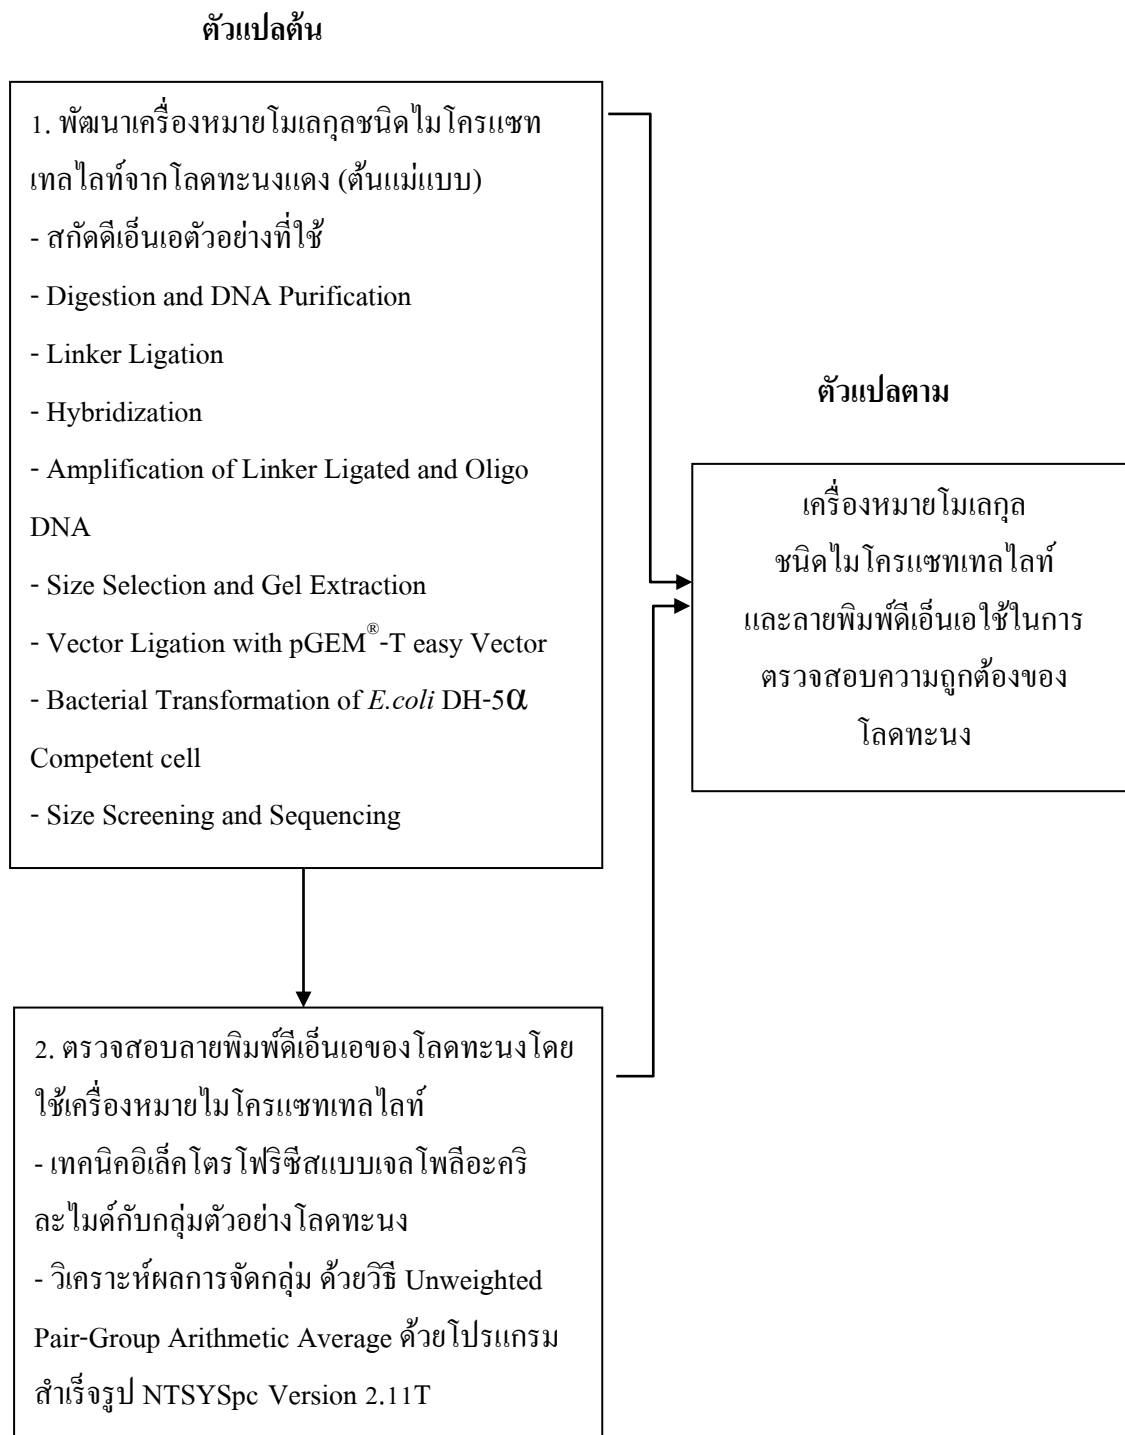 ตัวแปลต้น
1. พัฒนาเครื่องหมายโมเลกุลชนิดไมโครแซท
เทลไลท์จากโลดทะนงแดง (ต้นแม่แบบ)
- สกัดดีเอ็นเอตัวอย่างที่ใช้
- Digestion and DNA Purification
- Linker Ligation
- Hybridization
- Amplification of Linker Ligated and Oligo
DNA
- Size Selection and Gel Extraction
- Vector Ligation with pGEM®-T easy Vector
- Bacterial Transformation of E.coli DH-5α
Competent cell
- Size Screening and Sequencing
ตัวแปลตาม
เครื่องหมายโมเลกุล
ชนิดไมโครแซทเทลไลท์
และลายพิมพ์ดีเอ็นเอใช้ในการ
ตรวจสอบความถูกต้องของ
โลดทะนง
2. ตรวจสอบลายพิมพ์ดีเอ็นเอของโลดทะนงโดย
ใช้เครื่องหมายไมโครแซทเทลไลท์
- เทคนิคอิเล็คโตรโฟริซีสแบบเจลโพลีอะคริ
ละไมด์กับกลุ่มตัวอย่างโลดทะนง
- วิเคราะห์ผลการจัดกลุ่ม ด้วยวิธี Unweighted
Pair-Group Arithmetic Average ด้วยโปรแกรม
สำเร็จรูป NTSYSpc Version 2.11T